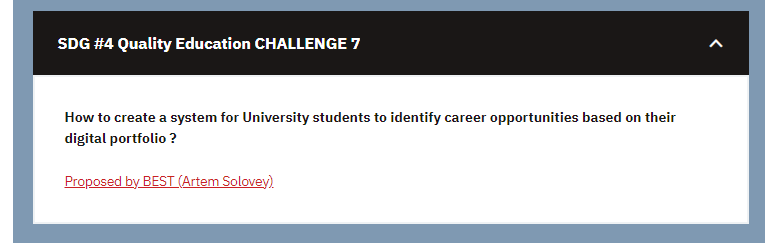 SDG #4 Quality Education CHALLENGE 7
How to create a system for University students to identify career opportunities based on their
digital portfolio ?
Proposed by BEST (Artem Solovey)